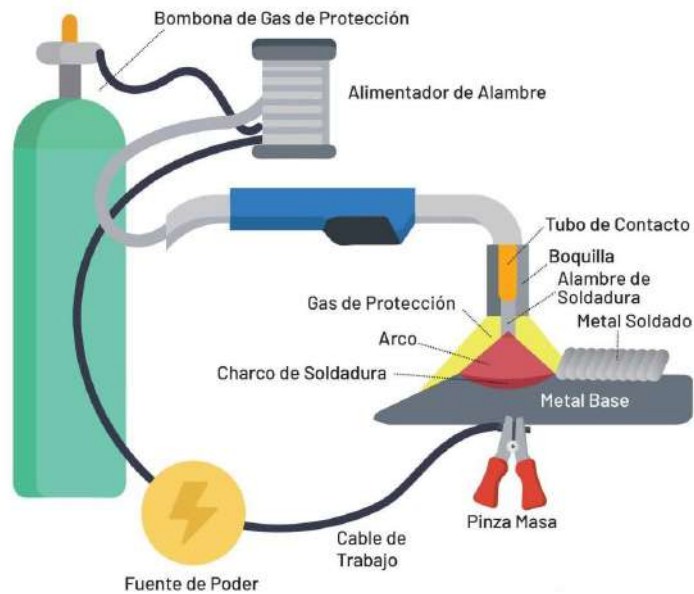 Bombona de Gas de Protección
Alimentador de Alambre
Tubo de Contacto
Boquilla
Alambre de
Soldadura
Gas de Protección
Metal Soldado
Arco
Charco de Soldadura
Metal Base
Pinza Masa
Cable de
Trabajo
Fuente de Poder